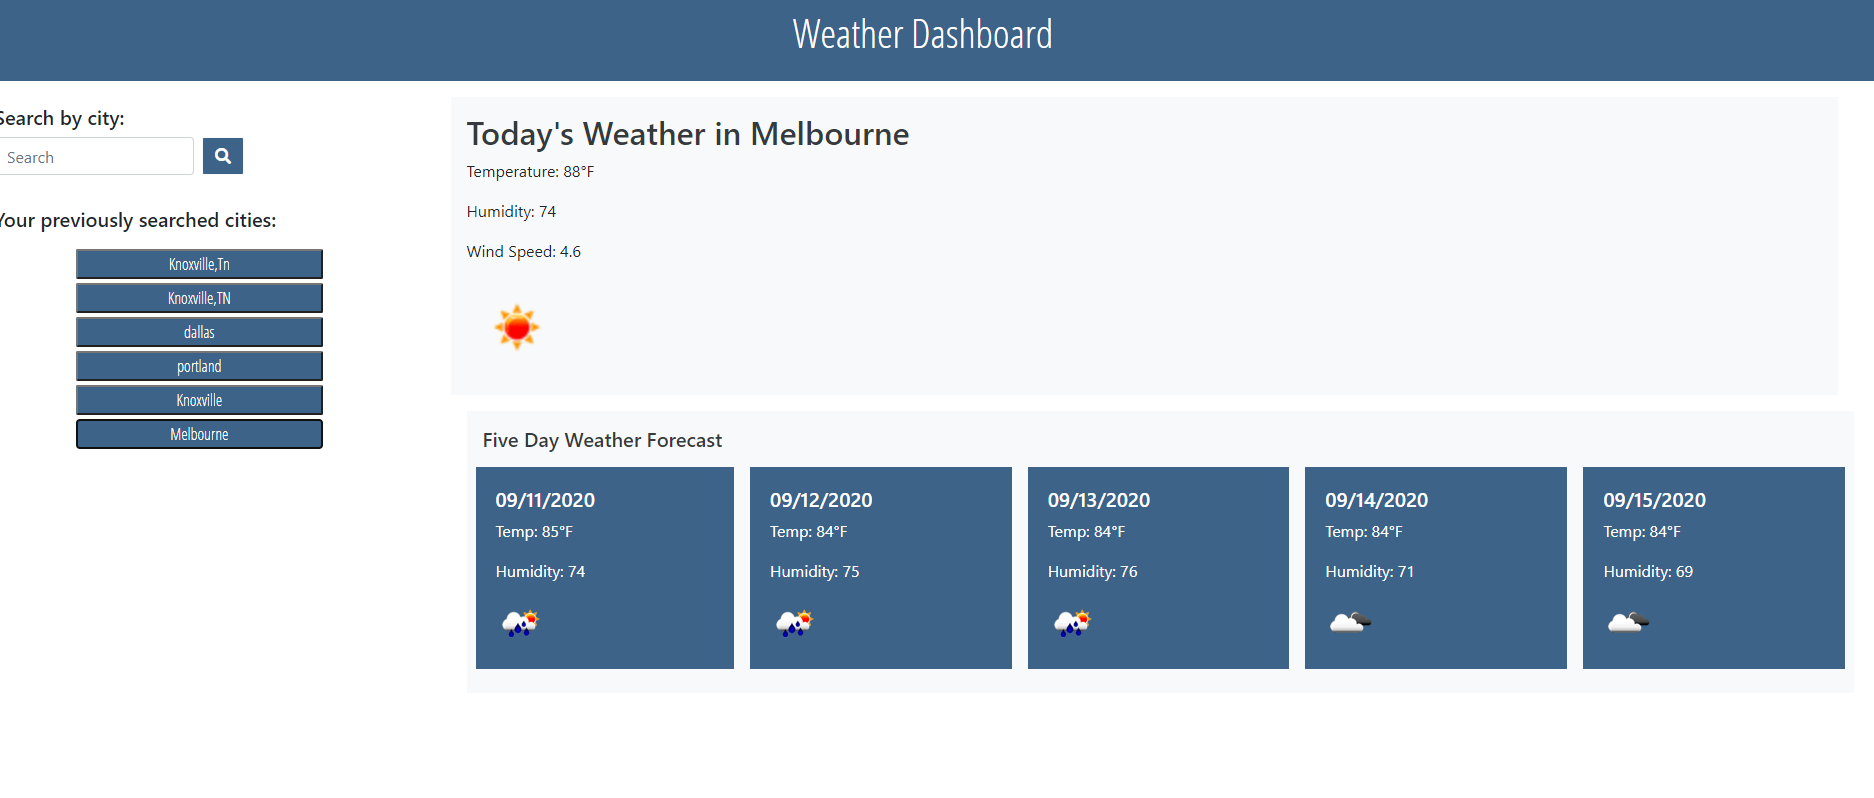 Weather Dashboard
Search by city:
Search
Your previously searched cities:
Knoxville,Tn
Knoxville,TN
dallas
portland
Knoxville
Melbourne
Today's Weather in Melbourne
Temperature: 88°F
Humidity: 74
Wind Speed: 4.6
Five Day Weather Forecast
09/11/2020
Temp: 85°F
Humidity: 74
09/12/2020
Temp: 84°F
Humidity: 75
09/13/2020
Temp: 84°F
Humidity: 76
09/14/2020
Temp: 84°F
Humidity: 71
09/15/2020
Temp: 84°F
Humidity: 69